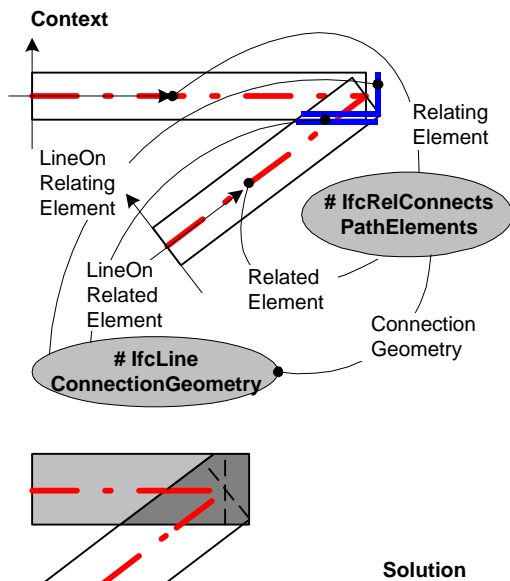 Context
Relating
Element
LineOn
Relating
Element
# IfcRelConnects
PathElements
LineOn
Related
Element
Related
Element
Connection
Geometry
# IfcLine
ConnectionGeometry
Solution